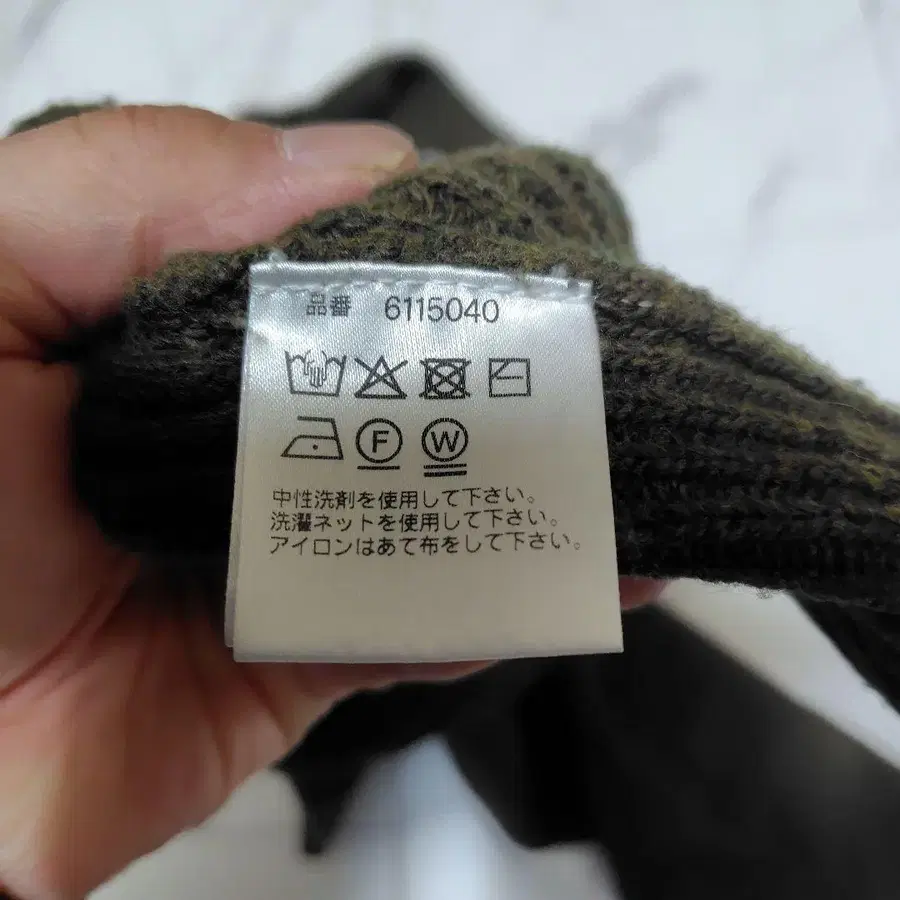 品番 6115040
F W
中性洗剤を使用して下さい。
洗濯ネットを使用して下さい。
アイロンはあて布をして下さい。